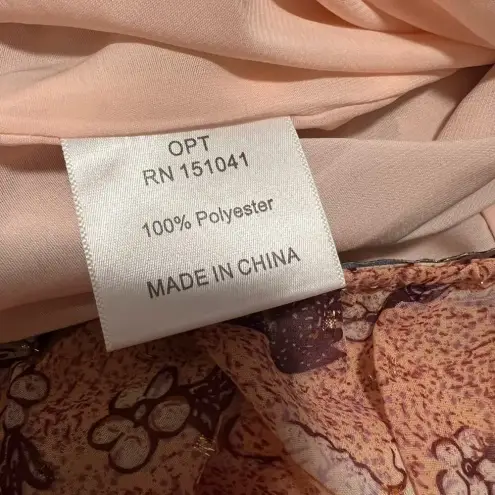 OPT
RN 151041
100% Polyester
MADE IN CHINA